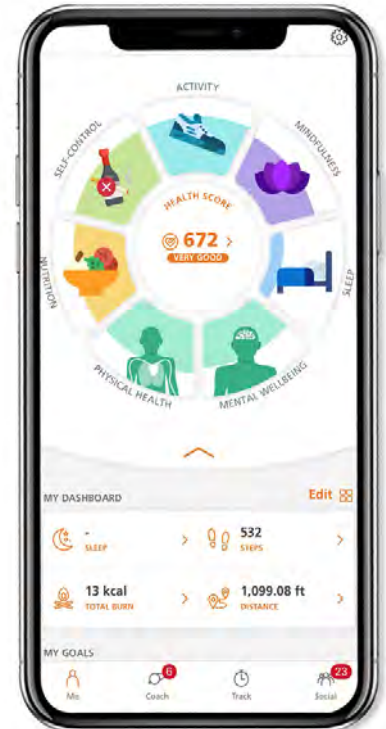 ACTIVITY
SELF-CONTROL
MINDFULNESS
HEALTH SCORE
672 >
VERY GOOD
NUTRITION
SLEEP
PHYSICAL HEALTH
MENTAL WELLBEING
MY DASHBOARD
Edit
-
SLEEP
532
STEPS
13 kcal
TOTAL BURN
1,099.08 ft
DISTANCE
MY GOALS
6
23
Me
Coach
Track
Social